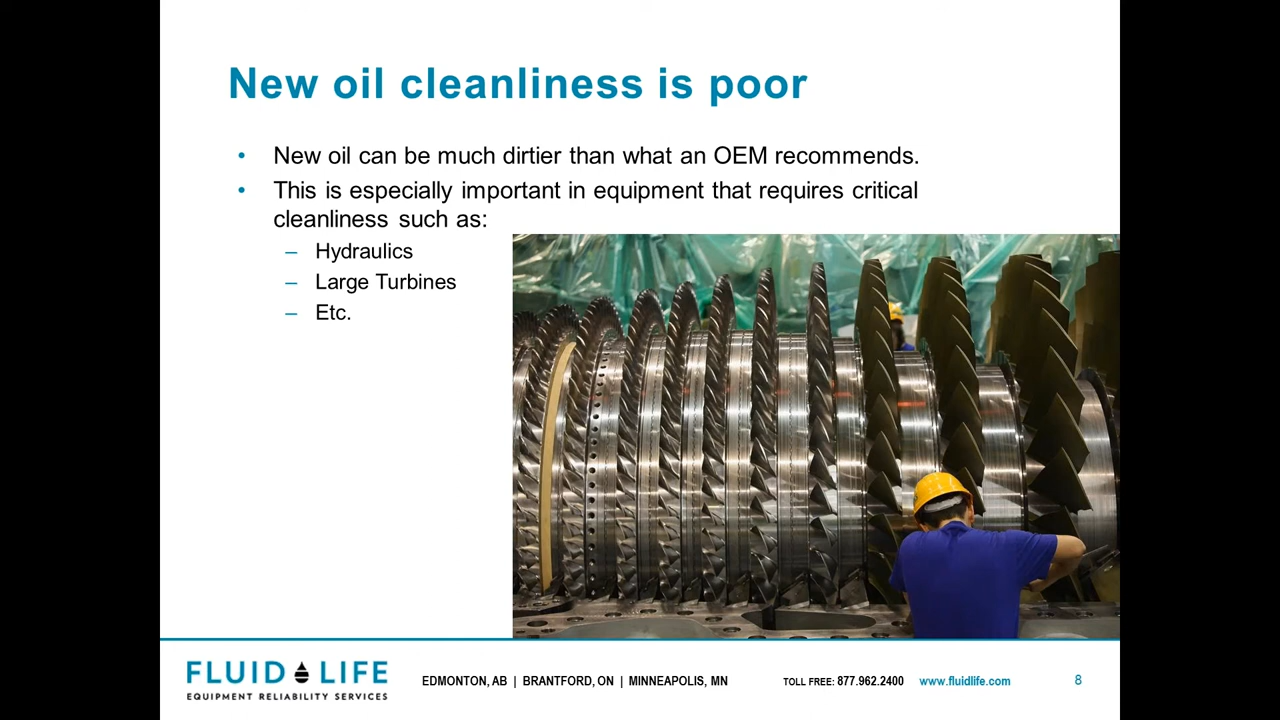 New oil cleanliness is poor
• New oil can be much dirtier than what an OEM recommends.
• This is especially important in equipment that requires critical
cleanliness such as:
– Hydraulics
– Large Turbines
– Etc.
FLUID LIFE
EQUIPMENT RELIABILITY SERVICES
EDMONTON, AB | BRANTFORD, ON | MINNEAPOLIS, MN
TOLL FREE: 877.962.2400
www.fluidlife.com
8